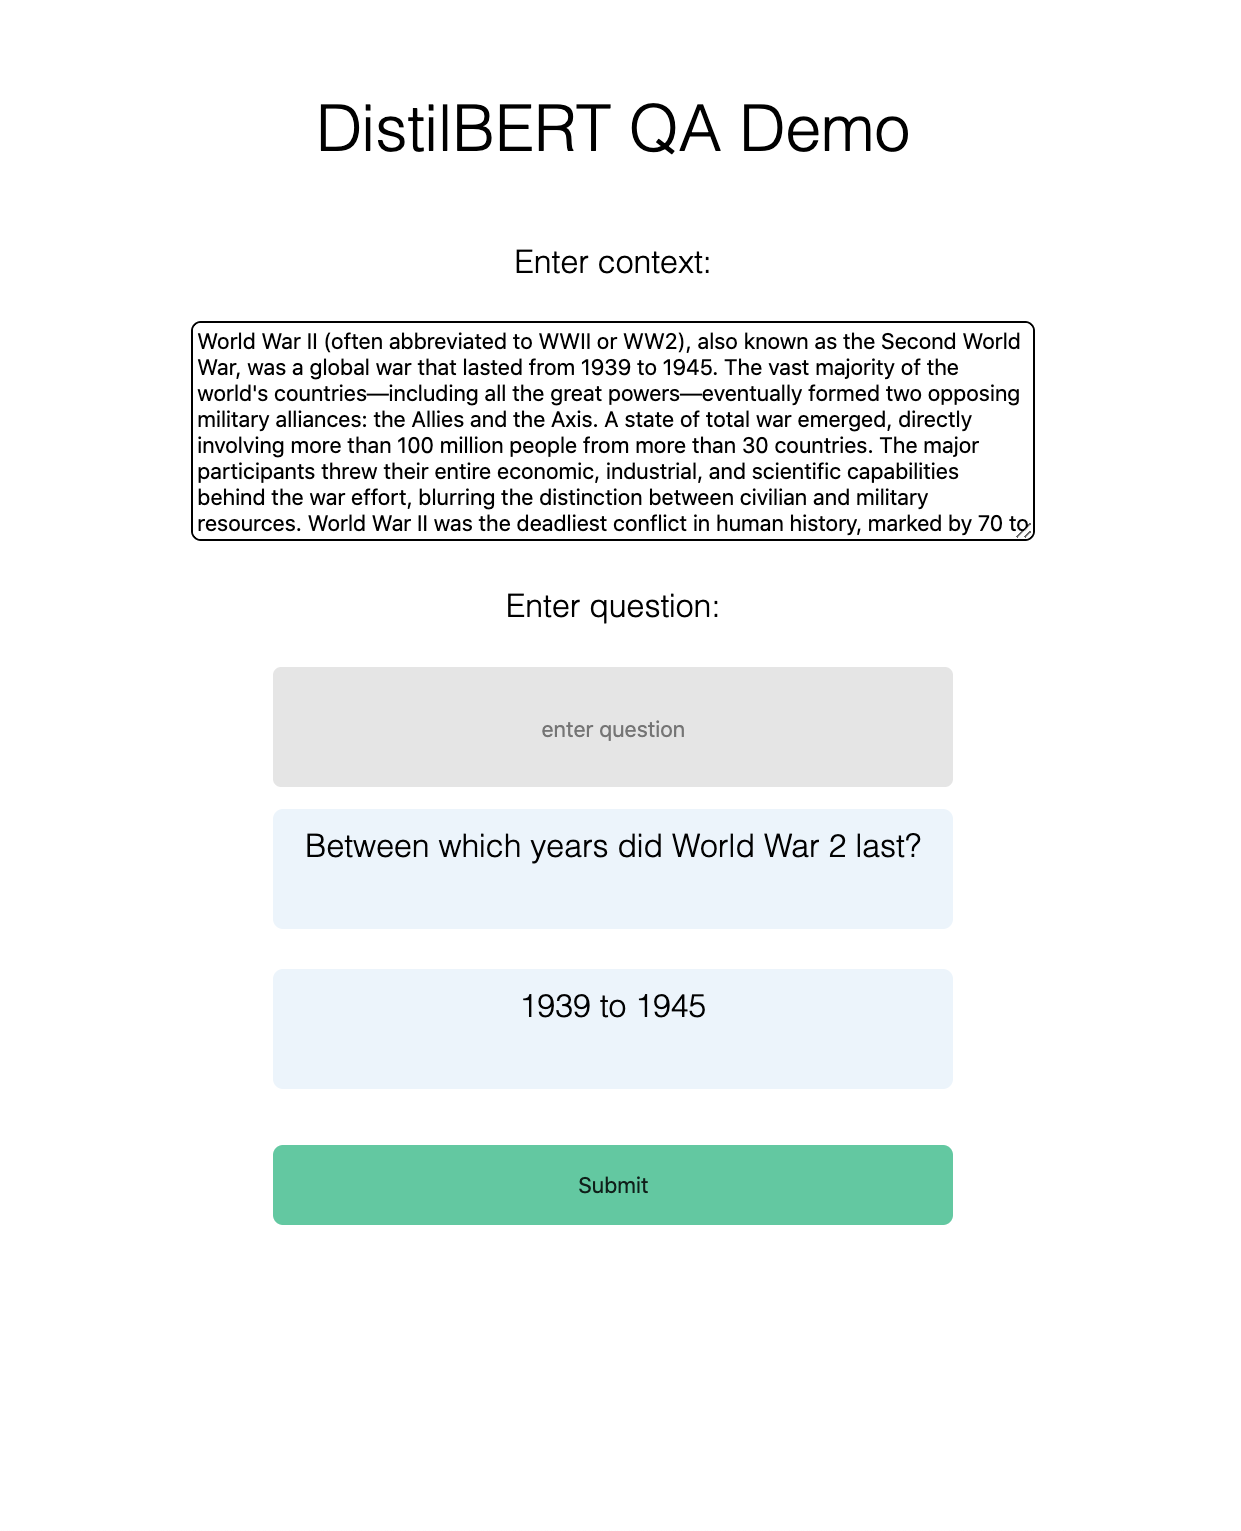 DistilBERT QA Demo
Enter context:
World War II (often abbreviated to WWII or WW2), also known as the Second World
War, was a global war that lasted from 1939 to 1945. The vast majority of the
world's countries—including all the great powers—eventually formed two opposing
military alliances: the Allies and the Axis. A state of total war emerged, directly
involving more than 100 million people from more than 30 countries. The major
participants threw their entire economic, industrial, and scientific capabilities
behind the war effort, blurring the distinction between civilian and military
resources. World War II was the deadliest conflict in human history, marked by 70 to
Enter question:
enter question
Between which years did World War 2 last?
1939 to 1945
Submit